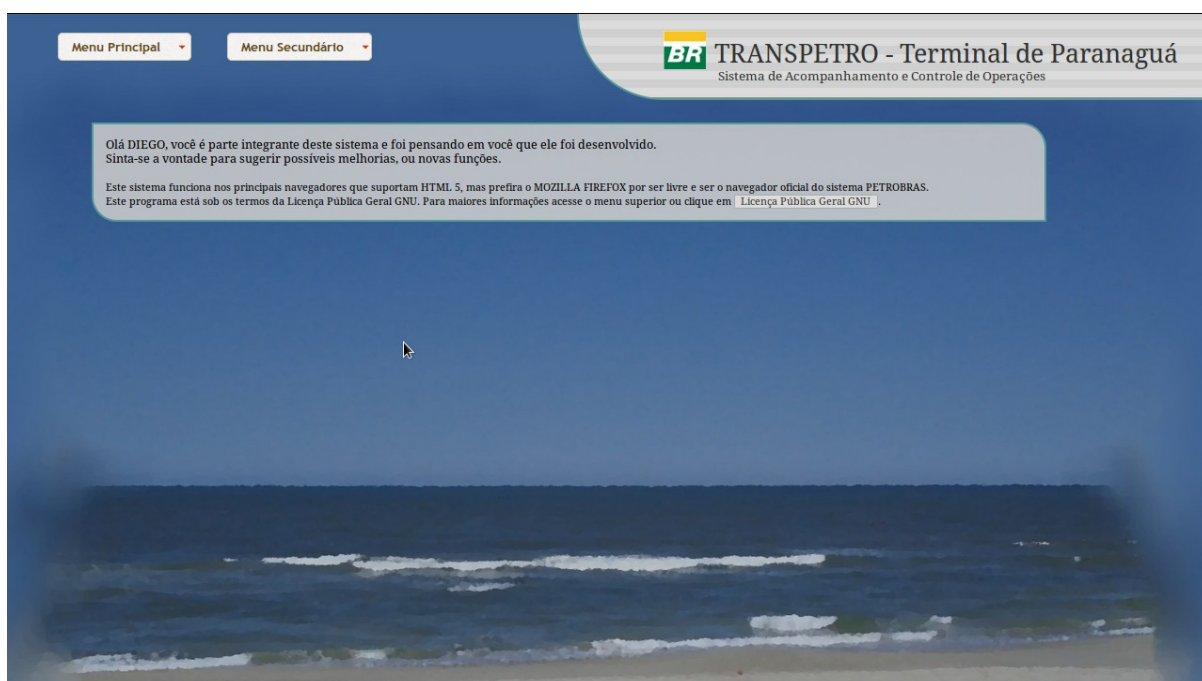 Menu Principal
Menu Secundário
BR
TRANSPETRO - Terminal de Paranaguá
Sistema de Acompanhamento e Controle de Operações
Olá DIEGO, você é parte integrante deste sistema e foi pensando em você que ele foi desenvolvido.
Sinta-se a vontade para sugerir possíveis melhorias, ou novas funções.
Este sistema funciona nos principais navegadores que suportam HTML 5, mas prefira o MOZILLA FIREFOX por ser livre e ser o navegador oficial do sistema PETROBRAS.
Este programa está sob os termos da Licença Pública Geral GNU. Para maiores informações acesse o menu superior ou clique em Licença Pública Geral GNU .